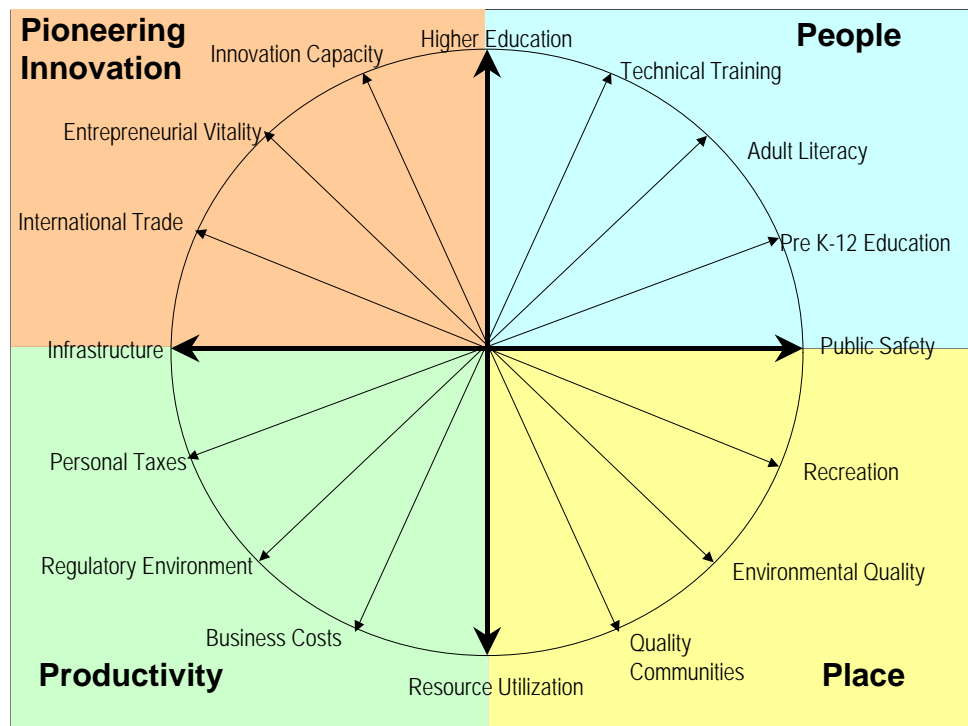 Pioneering
Innovation
People
Higher Education
Innovation Capacity
Technical Training
Entrepreneurial Vitality
Adult Literacy
International Trade
Pre K-12 Education
Infrastructure
Public Safety
Personal Taxes
Recreation
Regulatory Environment
Environmental Quality
Business Costs
Quality
Communities
Productivity
Resource Utilization
Place